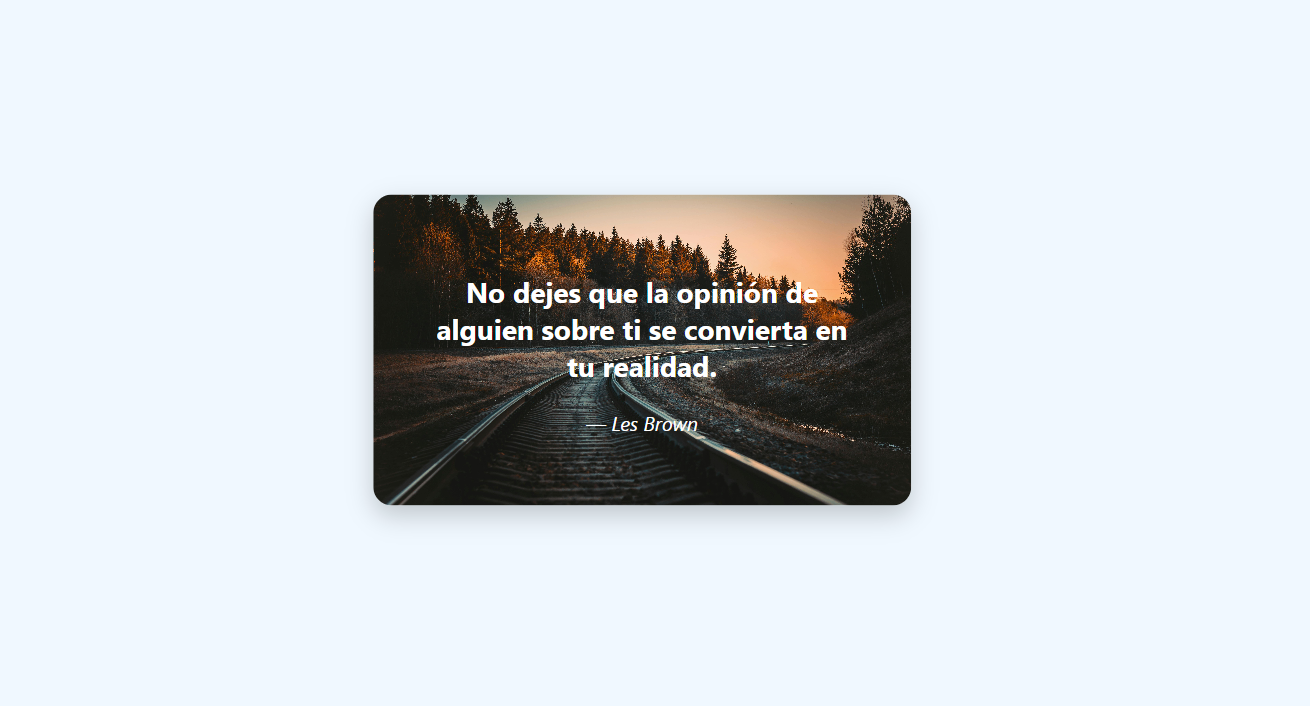 No dejes que la opinión de
alguien sobre ti se convierta en
tu realidad.
— Les Brown